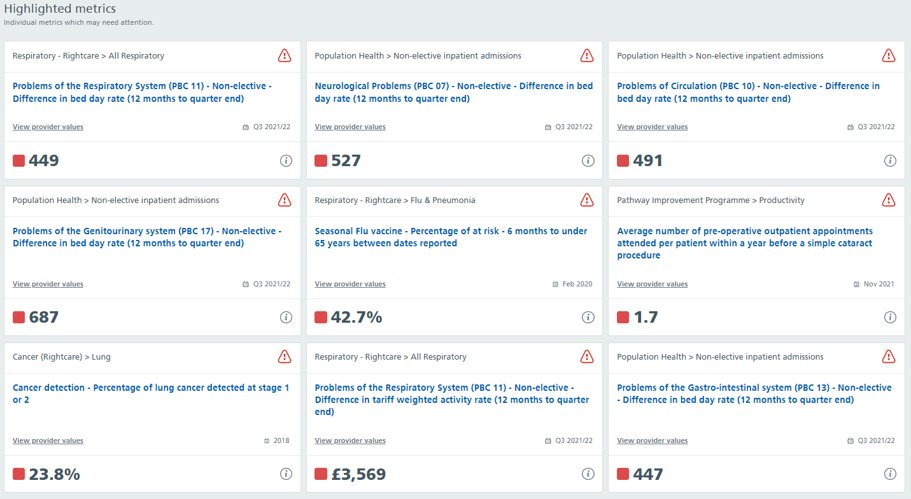 Highlighted metrics
Individual metrics which may need attention.
Respiratory - Rightcare > All Respiratory
Problems of the Respiratory System (PBC 11) - Non-elective -
Difference in bed day rate (12 months to quarter end)
View provider values
Q3 2021/22
449
Population Health > Non-elective inpatient admissions
Neurological Problems (PBC 07) - Non-elective - Difference in bed
day rate (12 months to quarter end)
View provider values
Q3 2021/22
527
Population Health > Non-elective inpatient admissions
Problems of Circulation (PBC 10) - Non-elective - Difference in
bed day rate (12 months to quarter end)
View provider values
Q3 2021/22
491
Population Health > Non-elective inpatient admissions
Problems of the Genitourinary system (PBC 17) - Non-elective -
Difference in bed day rate (12 months to quarter end)
View provider values
Q3 2021/22
687
Respiratory - Rightcare > Flu & Pneumonia
Seasonal Flu vaccine - Percentage of at risk - 6 months to under
65 years between dates reported
View provider values
Feb 2020
42.7%
Pathway Improvement Programme > Productivity
Average number of pre-operative outpatient appointments
attended per patient within a year before a simple cataract
procedure
View provider values
Nov 2021
1.7
Cancer (Rightcare) > Lung
Cancer detection - Percentage of lung cancer detected at stage 1
or 2
View provider values
2018
23.8%
Respiratory - Rightcare > All Respiratory
Problems of the Respiratory System (PBC 11) - Non-elective -
Difference in tariff weighted activity rate (12 months to quarter
end)
View provider values
Q3 2021/22
£3,569
Population Health > Non-elective inpatient admissions
Problems of the Gastro-intestinal system (PBC 13) - Non-elective
- Difference in bed day rate (12 months to quarter end)
View provider values
Q3 2021/22
447